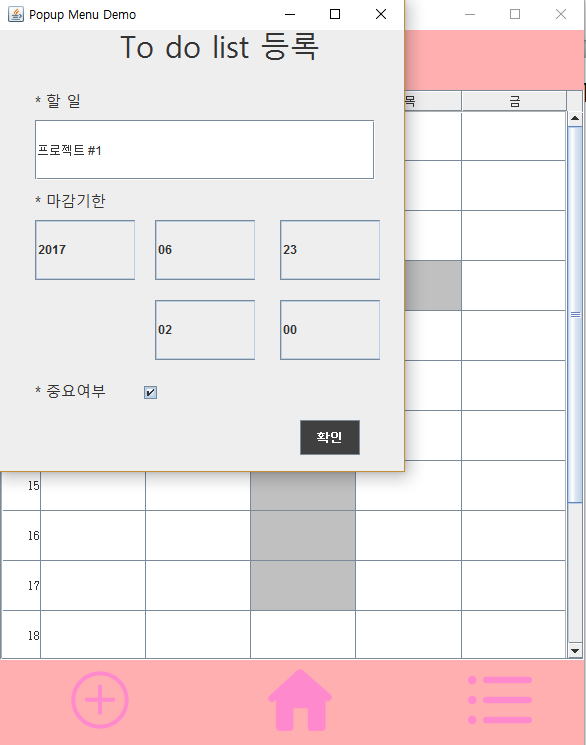 Popup Menu Demo
To do list 등록
* 할 일
프로젝트 #1
* 마감기한
2017 06 23
02 00
* 중요여부
확인
목 금
15
16
17
18